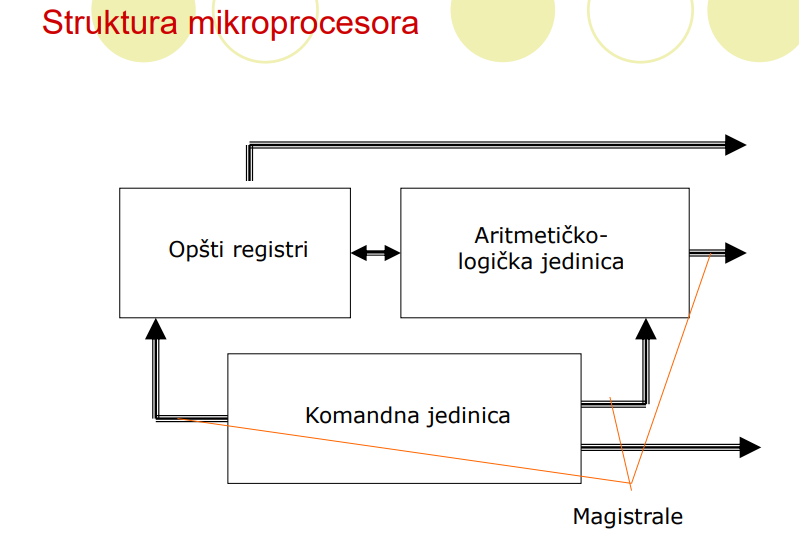 Struktura mikroprocesora
Opšti registri
Aritmetičko-
logička jedinica
Komandna jedinica
Magistrale